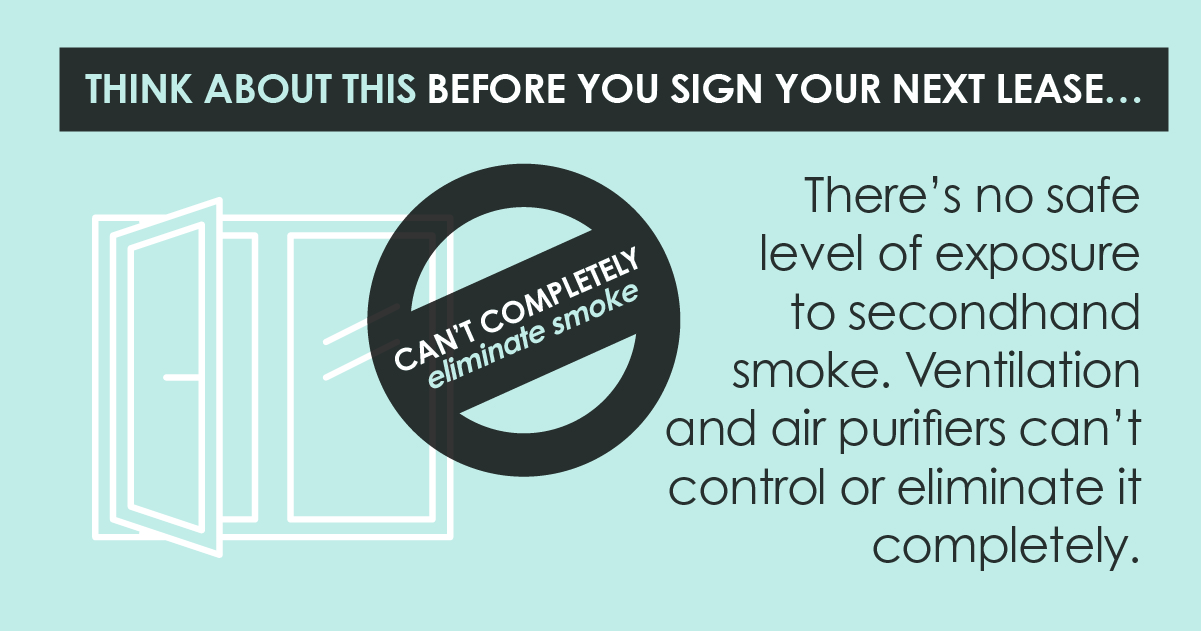 THINK ABOUT THIS BEFORE YOU SIGN YOUR NEXT LEASE...
CAN'T COMPLETELY
eliminate smoke
There's no safe
level of exposure
to secondhand
smoke. Ventilation
and air purifiers can't
control or eliminate it
completely.